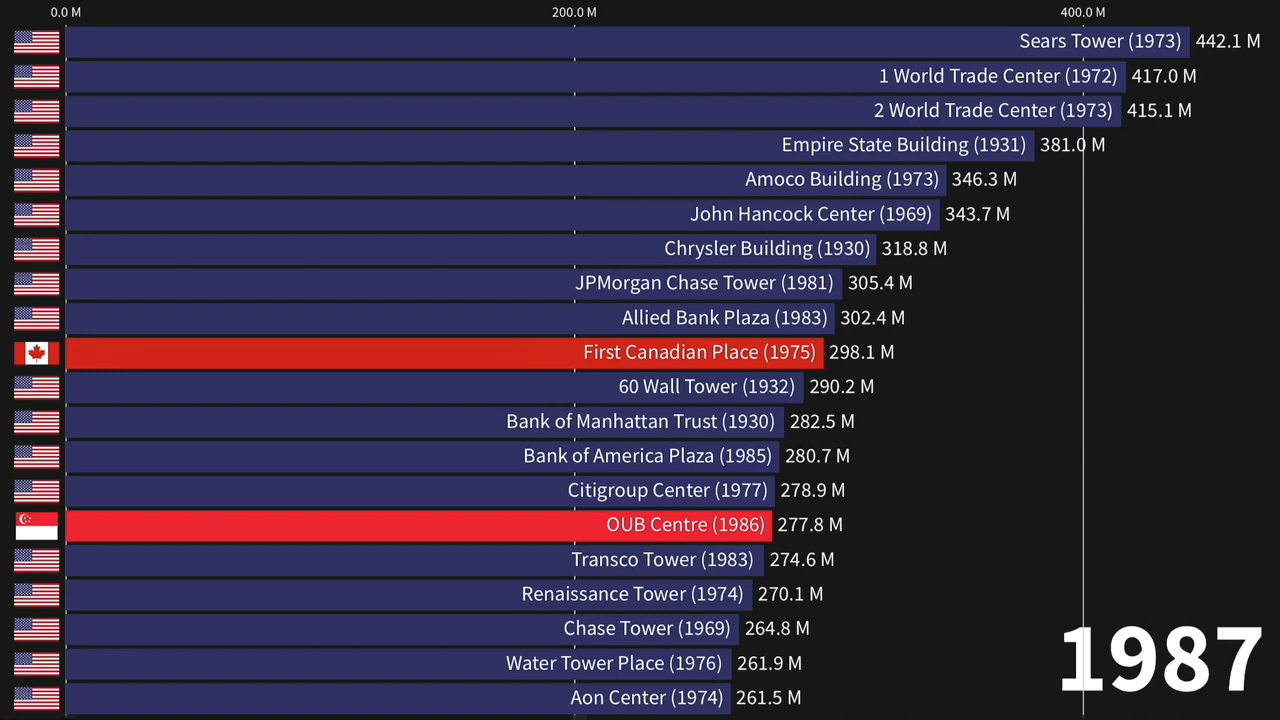 0.0 M 200.0 M 400.0 M
Sears Tower (1973) 442.1 M
1 World Trade Center (1972) 417.0 M
2 World Trade Center (1973) 415.1 M
Empire State Building (1931) 381.0 M
Amoco Building (1973) 346.3 M
John Hancock Center (1969) 343.7 M
Chrysler Building (1930) 318.8 M
JPMorgan Chase Tower (1981) 305.4 M
Allied Bank Plaza (1983) 302.4 M
First Canadian Place (1975) 298.1 M
60 Wall Tower (1932) 290.2 M
Bank of Manhattan Trust (1930) 282.5 M
Bank of America Plaza (1985) 280.7 M
Citigroup Center (1977) 278.9 M
OUB Centre (1986) 277.8 M
Transco Tower (1983) 274.6 M
Renaissance Tower (1974) 270.1 M
Chase Tower (1969) 264.8 M
Water Tower Place (1976) 261.9 M
Aon Center (1974) 261.5 M
1987